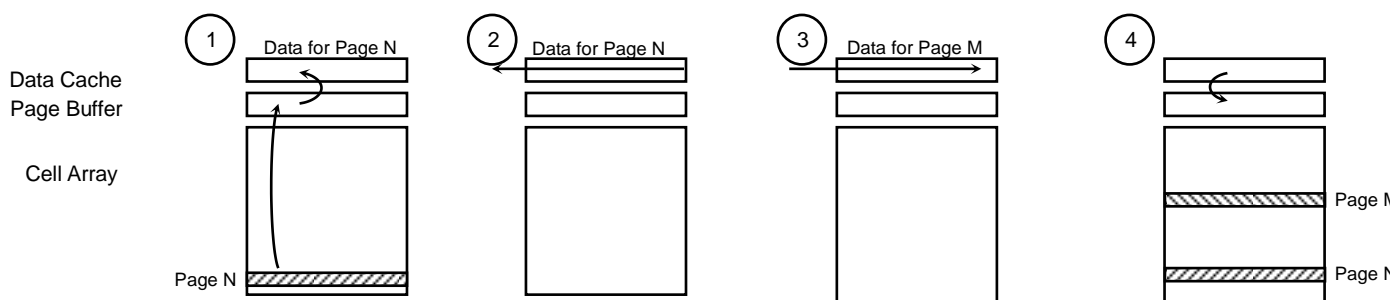 1
2
3
4
Data for Page N
Data for Page N
Data for Page M
Data Cache
Page Buffer
Cell Array
Page M
Page N
Page N